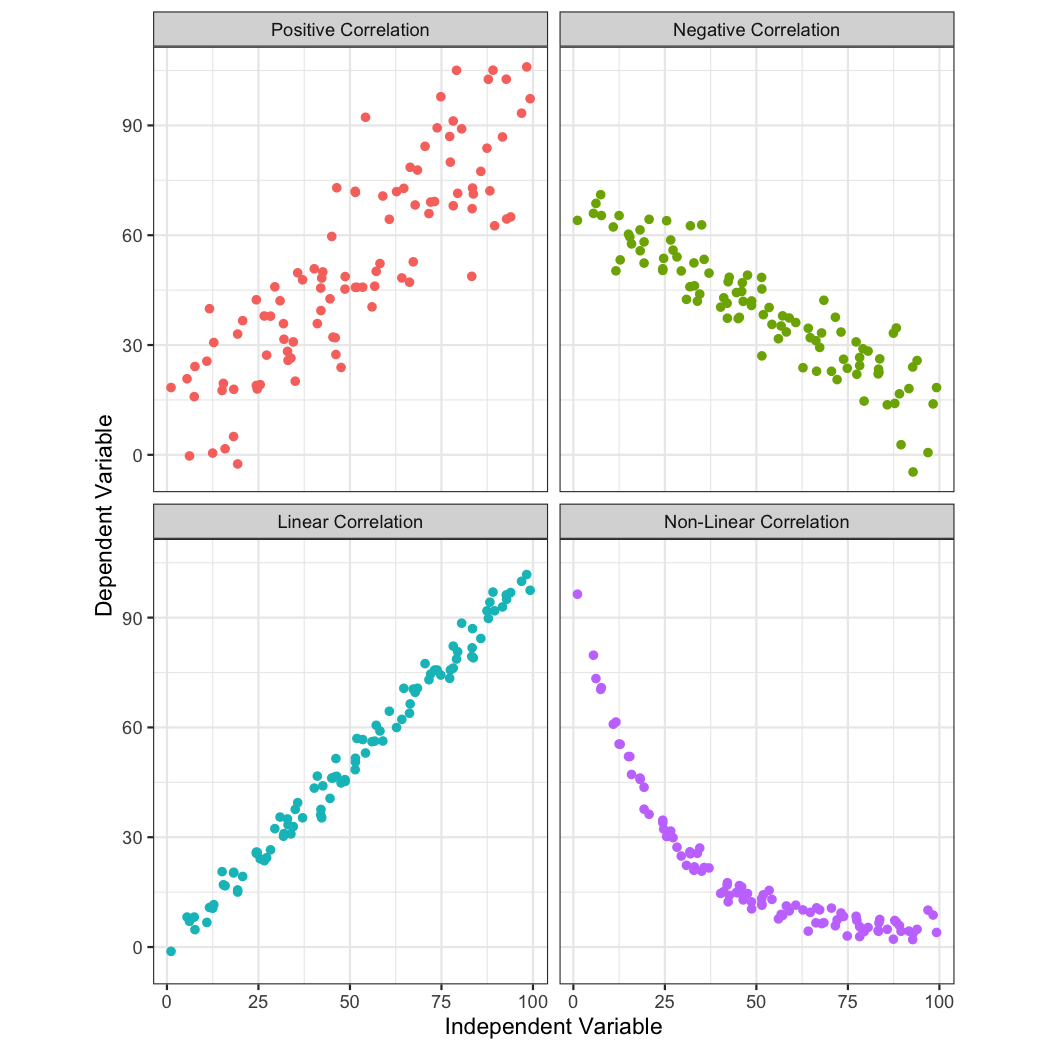 Positive Correlation
Negative Correlation
90
60
30
0
Linear Correlation
Non-Linear Correlation
90
60
30
0
0 25 50 75 100
0 25 50 75 100
Independent Variable
Dependent Variable